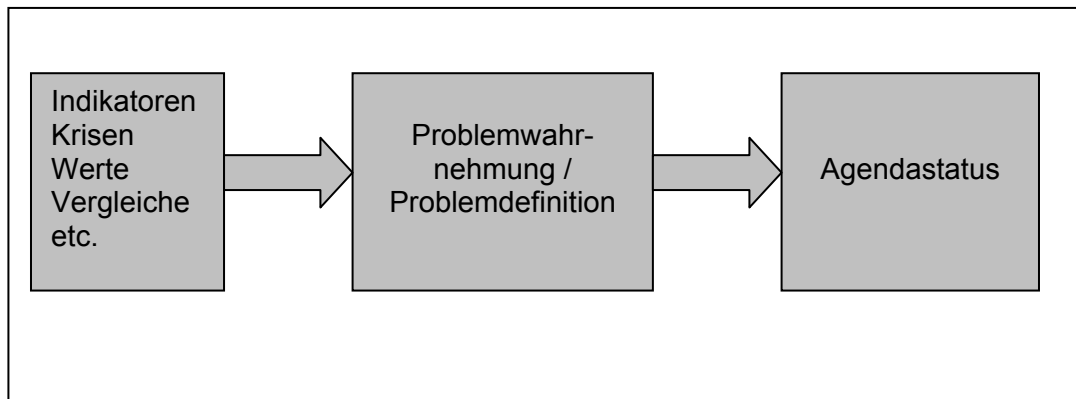 Indikatoren
Krisen
Werte
Vergleiche
etc.
Problemwahr-
nehmung /
Problemdefinition
Agendastatus